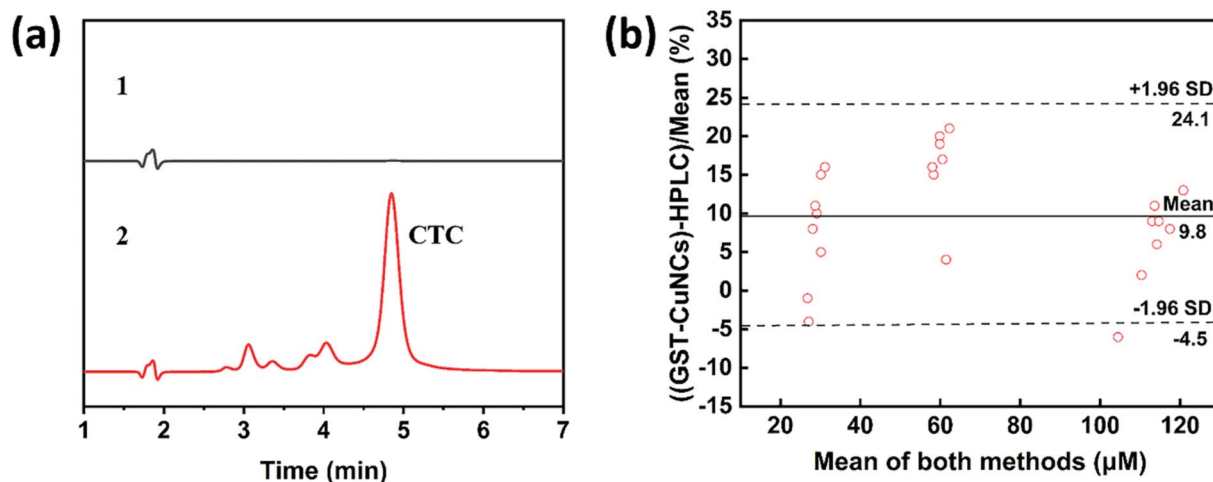 (a)
1
2
CTC
1 2 3 4 5 6 7
Time (min)
(b)
((GST-CuNCs)-HPLC)/Mean (%)
35
30
25
20
15
10
5
0
-5
-10
-15
+1.96 SD
24.1
Mean
9.8
-1.96 SD
-4.5
20 40 60 80 100 120
Mean of both methods (µM)